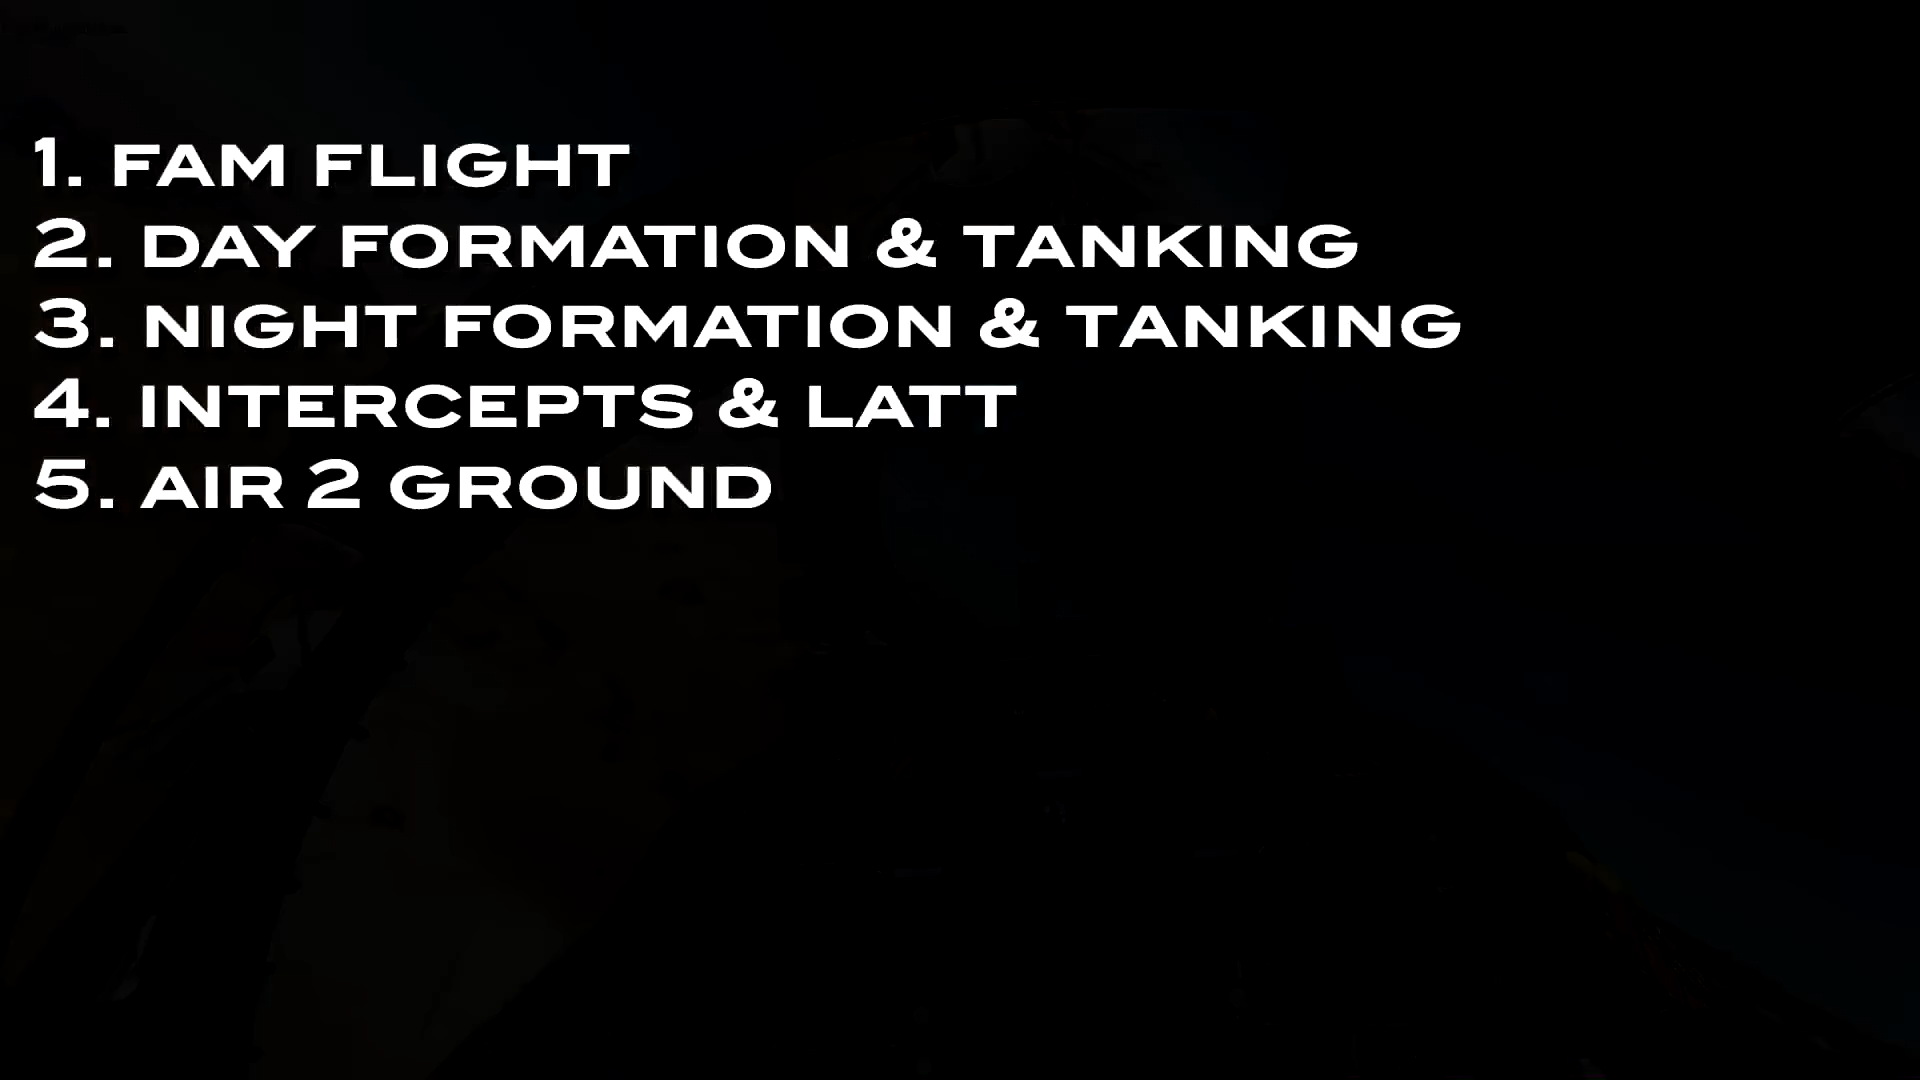 1. FAM FLIGHT
2. DAY FORMATION & TANKING
3. NIGHT FORMATION & TANKING
4. INTERCEPTS & LATT
5. AIR 2 GROUND